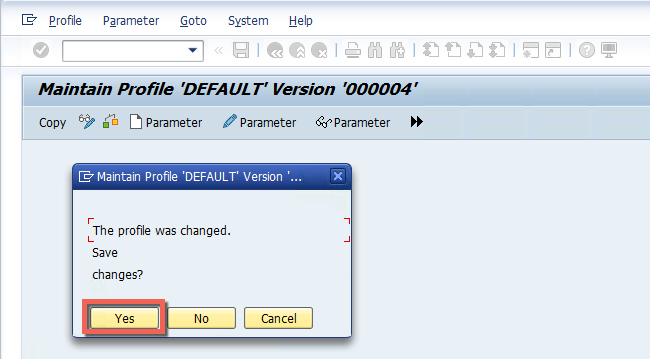 Profile Parameter Goto System Help
Maintain Profile 'DEFAULT' Version '000004'
Copy Parameter Parameter Parameter
Maintain Profile 'DEFAULT' Version '...
The profile was changed.
Save
changes?
Yes No Cancel